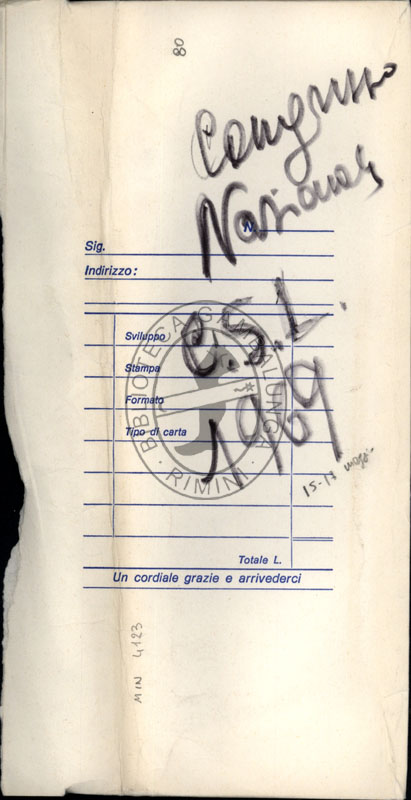 80
Congresso
Nazionale
N.
Sig.
Indirizzo:
C.S.I.
Sviluppo
Stampa
Formato
1969
Tipo di carta
15-17
Totale L.
Un cordiale grazie e arrivederci
MIN 4123
BIBLIOTECA GAMBALUNGA
RIMINI